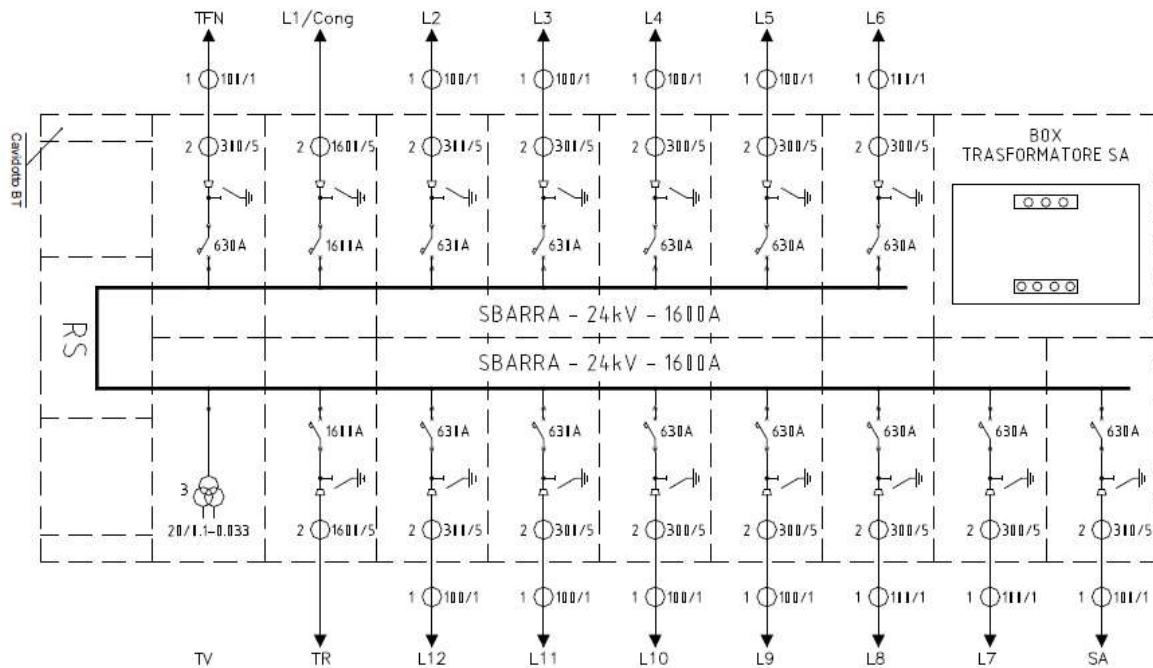 TFN L1/Cong L2 L3 L4 L5 L6
1 100/1 1 100/1 1 100/1 1 100/1 1 100/1 1 100/1
Cavidotto BT
BOX
TRASFORMATORE SA
2 300/5 2 1600/5 2 300/5 2 300/5 2 300/5 2 300/5 2 300/5
630A 1600A 630A 630A 630A 630A 630A
SBARRA - 24kV - 1600A
RS
SBARRA - 24kV - 1600A
1600A 630A 630A 630A 630A 630A 630A 630A
3
20/0.1-0.033
2 1600/5 2 300/5 2 300/5 2 300/5 2 300/5 2 300/5 2 300/5 2 300/5
1 100/1 1 100/1 1 100/1 1 100/1 1 100/1 1 100/1 1 100/1
TV TR L12 L11 L10 L9 L8 L7 SA